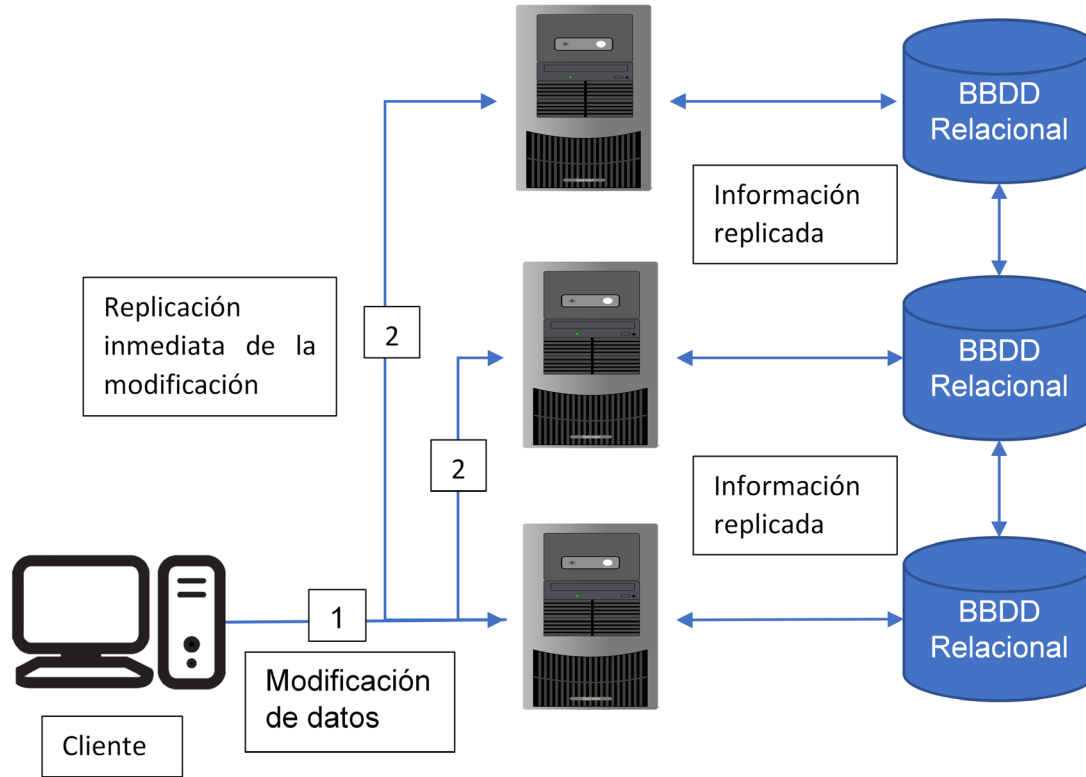 BBDD
Relacional
Información
replicada
Replicación
inmediata de la
modificación
2
BBDD
Relacional
2
Información
replicada
1
BBDD
Relacional
Modificación
de datos
Cliente